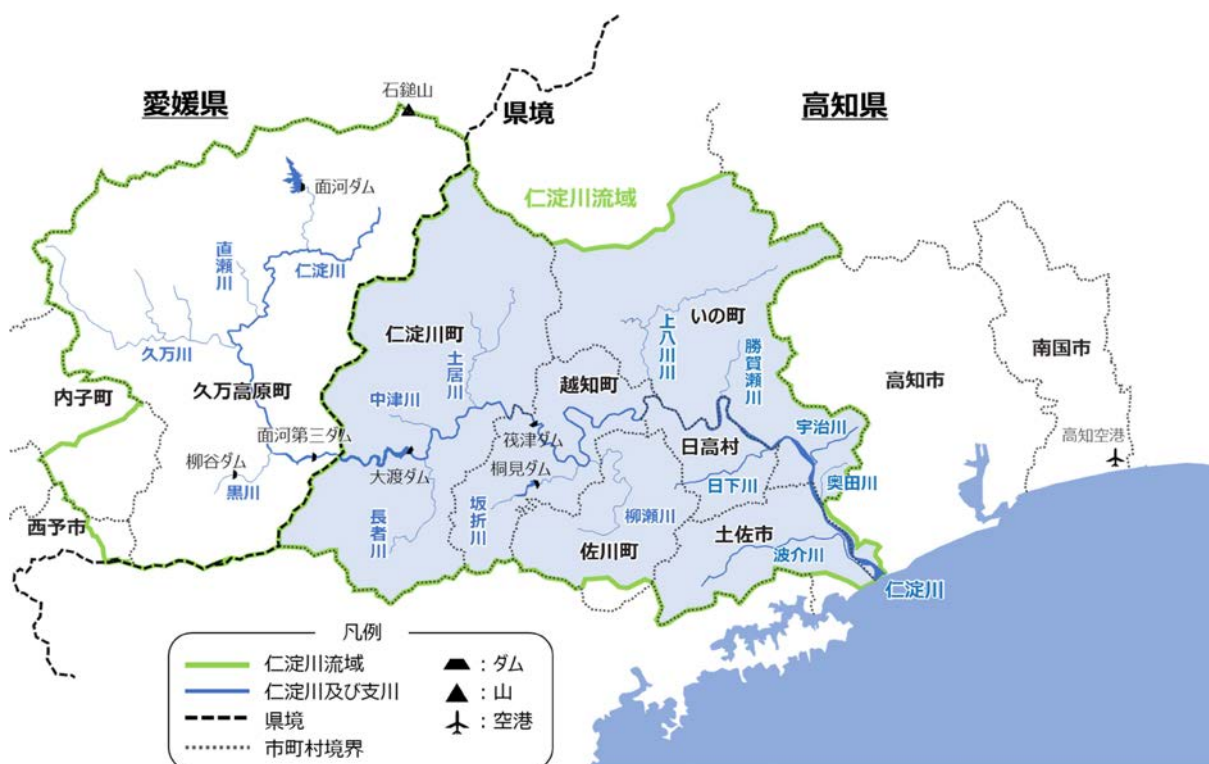 石鎚山
愛媛県
県境
高知県
面河ダム
仁淀川流域
直瀬川
仁淀川
久万川
仁淀川町
土居川
上八川川
いの町
勝賀瀬川
南国市
内子町
久万高原町
中津川
越知町
高知市
面河第三ダム
筏津ダム
日高村
宇治川
高知空港
柳谷ダム
大渡ダム
桐見ダム
黒川
日下川
奥田川
西予市
長者川
坂折川
柳瀬川
佐川町
土佐市
波介川
仁淀川
凡例
仁淀川流域
:ダム
仁淀川及び支川
:山
県境
:空港
市町村境界